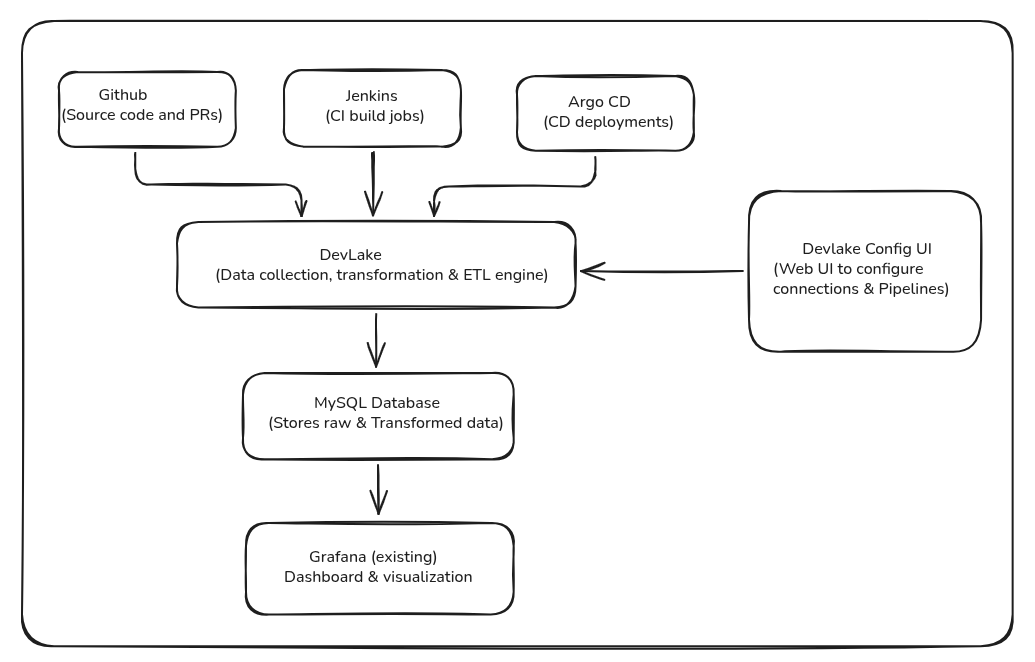 Github
(Source code and PRs)
Jenkins
(CI build jobs)
Argo CD
(CD deployments)
DevLake
(Data collection, transformation & ETL engine)
Devlake Config UI
(Web UI to configure
connections & Pipelines)
MySQL Database
(Stores raw & Transformed data)
Grafana (existing)
Dashboard & visualization